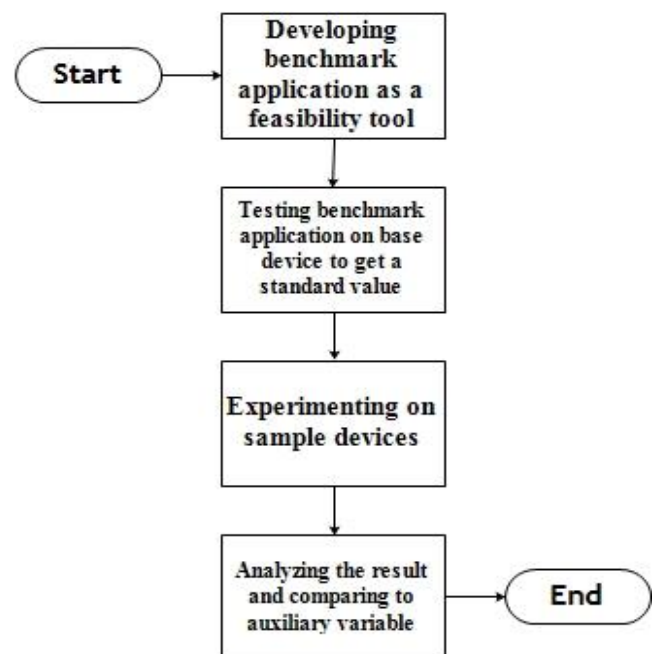 Start
Developing
benchmark
application as a
feasibility tool
Testing benchmark
application on base
device to get a
standard value
Experimenting on
sample devices
Analyzing the result
and comparing to
auxiliary variable
End